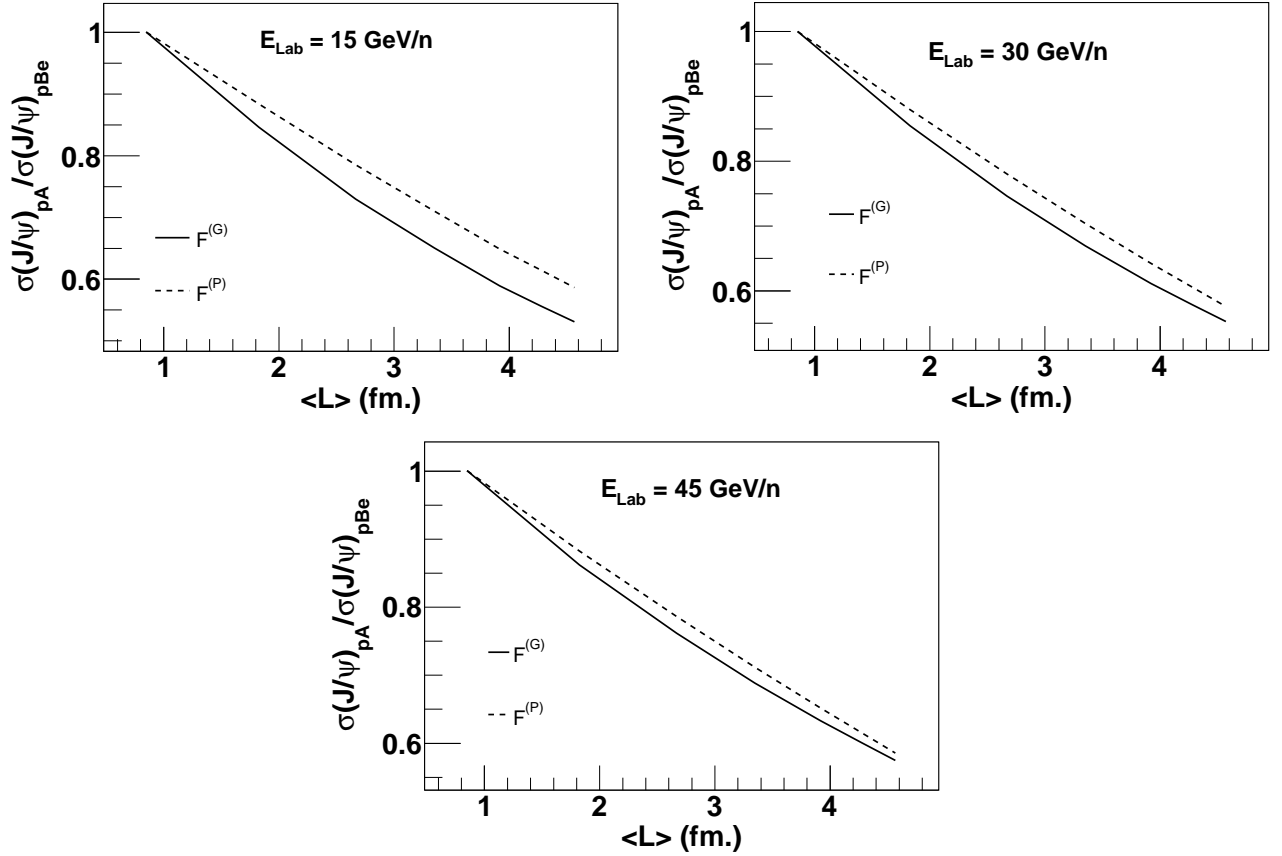 E_Lab = 15 GeV/n
σ(J/ψ)_pA/σ(J/ψ)_pBe
1
0.8
0.6
F^(G)
F^(P)
1 2 3 4
<L> (fm.)
E_Lab = 30 GeV/n
σ(J/ψ)_pA/σ(J/ψ)_pBe
1
0.8
0.6
F^(G)
F^(P)
1 2 3 4
<L> (fm.)
E_Lab = 45 GeV/n
σ(J/ψ)_pA/σ(J/ψ)_pBe
1
0.8
0.6
F^(G)
F^(P)
1 2 3 4
<L> (fm.)